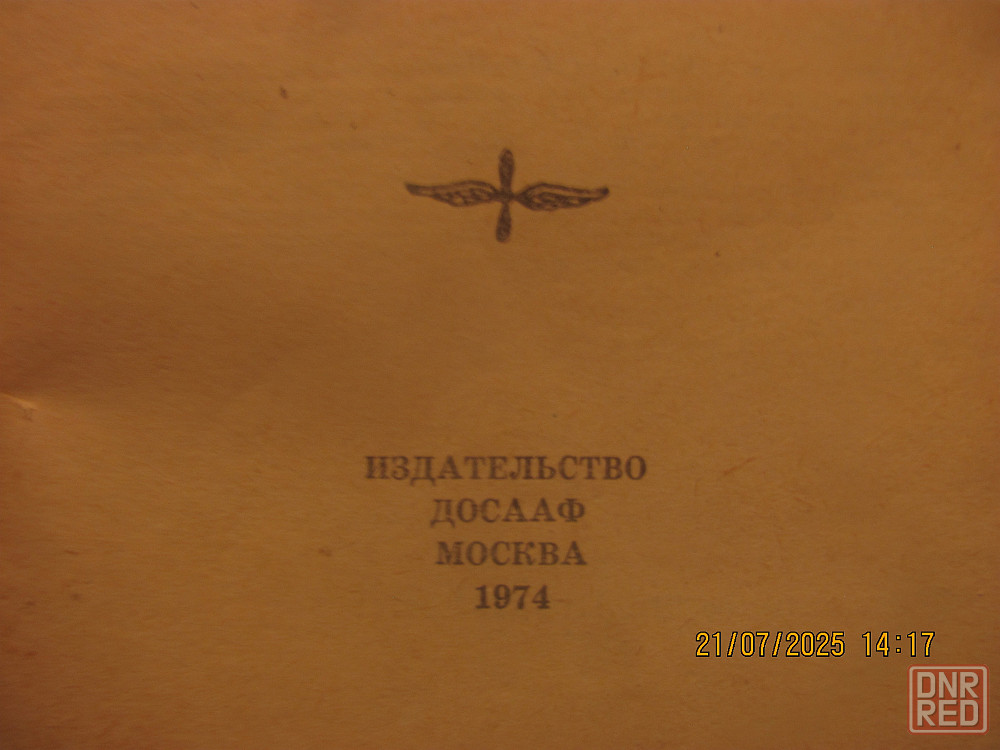 ИЗДАТЕЛЬСТВО
ДОСААФ
МОСКВА
1974
21/07/2025 14:17
DNR
RED